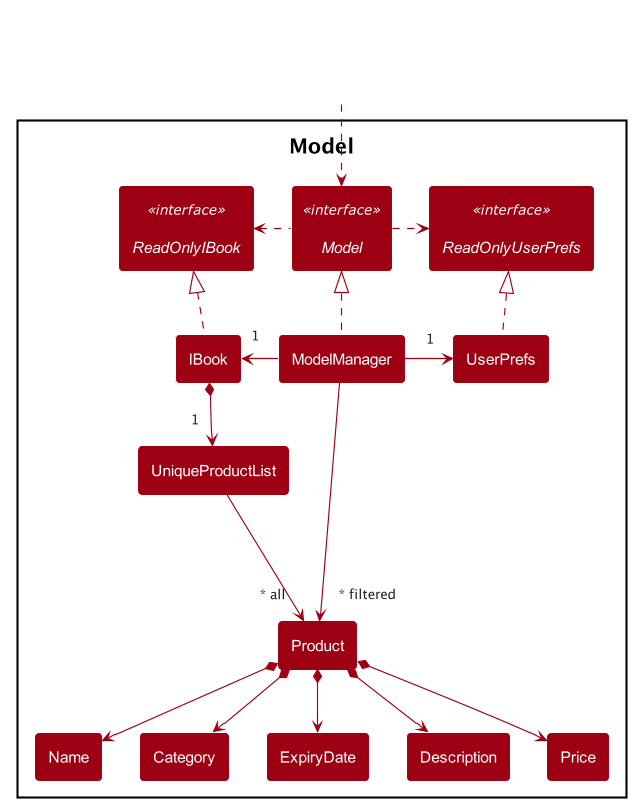 Model
«interface»
ReadOnlyIBook
«interface»
Model
«interface»
ReadOnlyUserPrefs
1
1
IBook
ModelManager
UserPrefs
1
UniqueProductList
* all
* filtered
Product
Name
Category
ExpiryDate
Description
Price